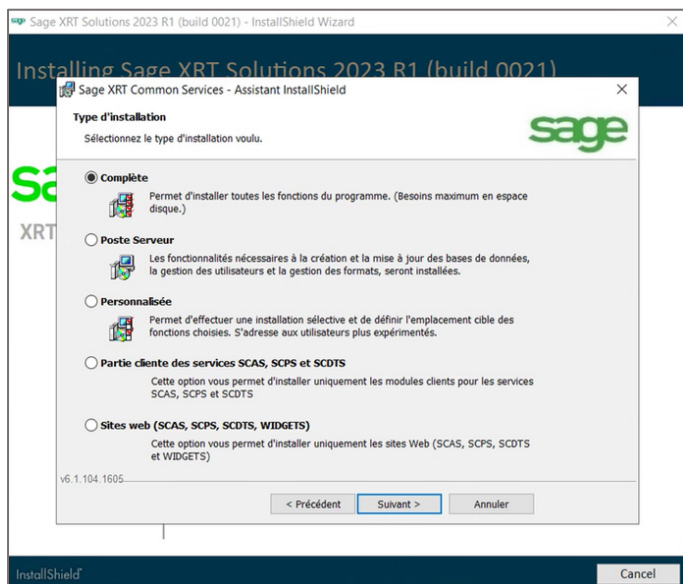 Sage XRT Solutions 2023 R1 (build 0021) - InstallShield Wizard
Installing Sage XRT Solutions 2023 R1 (build 0021)
Sage XRT Common Services - Assistant InstallShield
Type d'installation
Sélectionnez le type d'installation voulu.
sage
XRT
Complète
Permet d'installer toutes les fonctions du programme. (Besoins maximum en espace
disque.)
Poste Serveur
Les fonctionnalités nécessaires à la création et la mise à jour des bases de données,
la gestion des utilisateurs et la gestion des formats, seront installées.
Personnalisée
Permet d'effectuer une installation sélective et de définir l'emplacement cible des
fonctions choisies. S'adresse aux utilisateurs plus expérimentés.
Partie cliente des services SCAS, SCPS et SCDTS
Cette option vous permet d'installer uniquement les modules clients pour les services
SCAS, SCPS et SCDTS
Sites web (SCAS, SCPS, SCDTS, WIDGETS)
Cette option vous permet d'installer uniquement les sites Web (SCAS, SCPS, SCDTS
et WIDGETS)
v6.1.104.1605
< Précédent
Suivant >
Annuler
InstallShield
Cancel